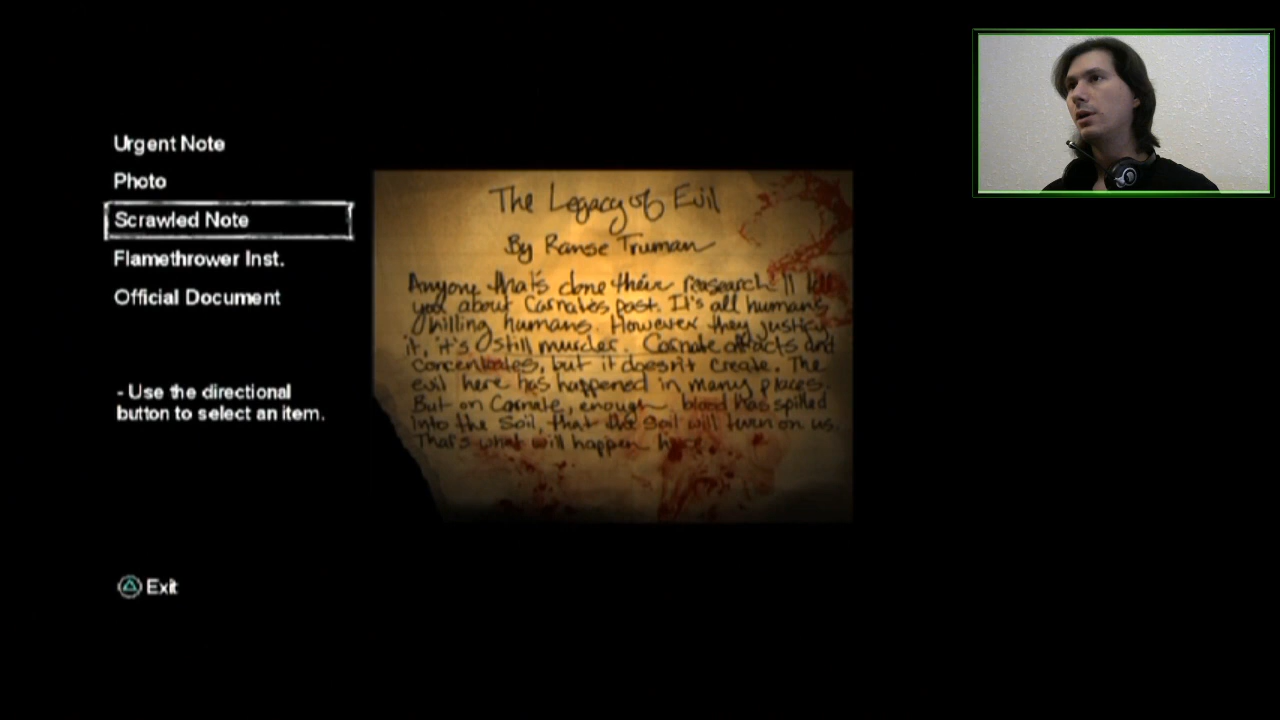 Urgent Note
Photo
Scrawled Note
Flamethrower Inst.
Official Document
- Use the directional
button to select an item.
Exit
The Legacy of Evil
By Ranse Truman
Anyone that's done their research'll tell
you about Carnate's past. It's all humans
killing humans. However they justify
it, it's still murder. Carnate attracts and
concentrates, but it doesn't create. The
evil here has happened in many places.
But on Carnate, enough blood has spilled
into the Soil, that the Soil will turn on us.
That's what will happen here.